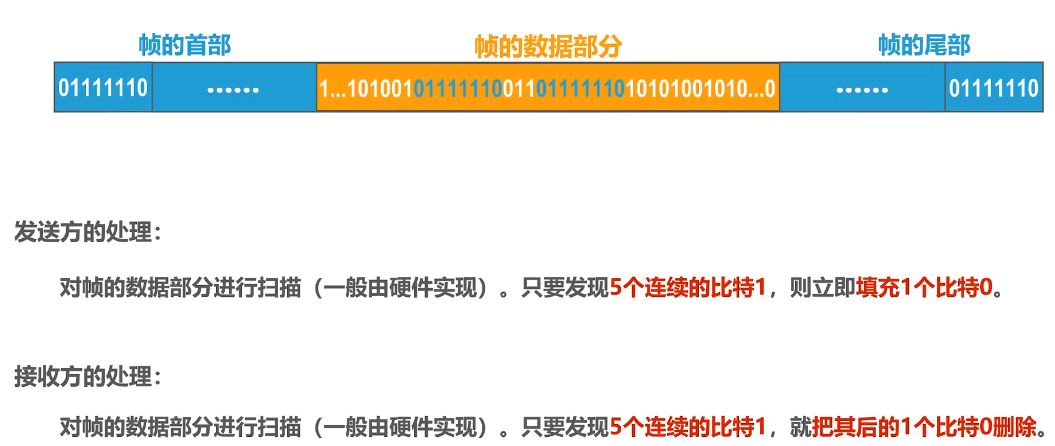 帧的首部 帧的数据部分 帧的尾部
01111110 …… 1...101001011111100110111111010101001010...0 …… 01111110
发送方的处理：
对帧的数据部分进行扫描（一般由硬件实现）。只要发现5个连续的比特1，则立即填充1个比特0。
接收方的处理：
对帧的数据部分进行扫描（一般由硬件实现）。只要发现5个连续的比特1，就把其后的1个比特0删除。